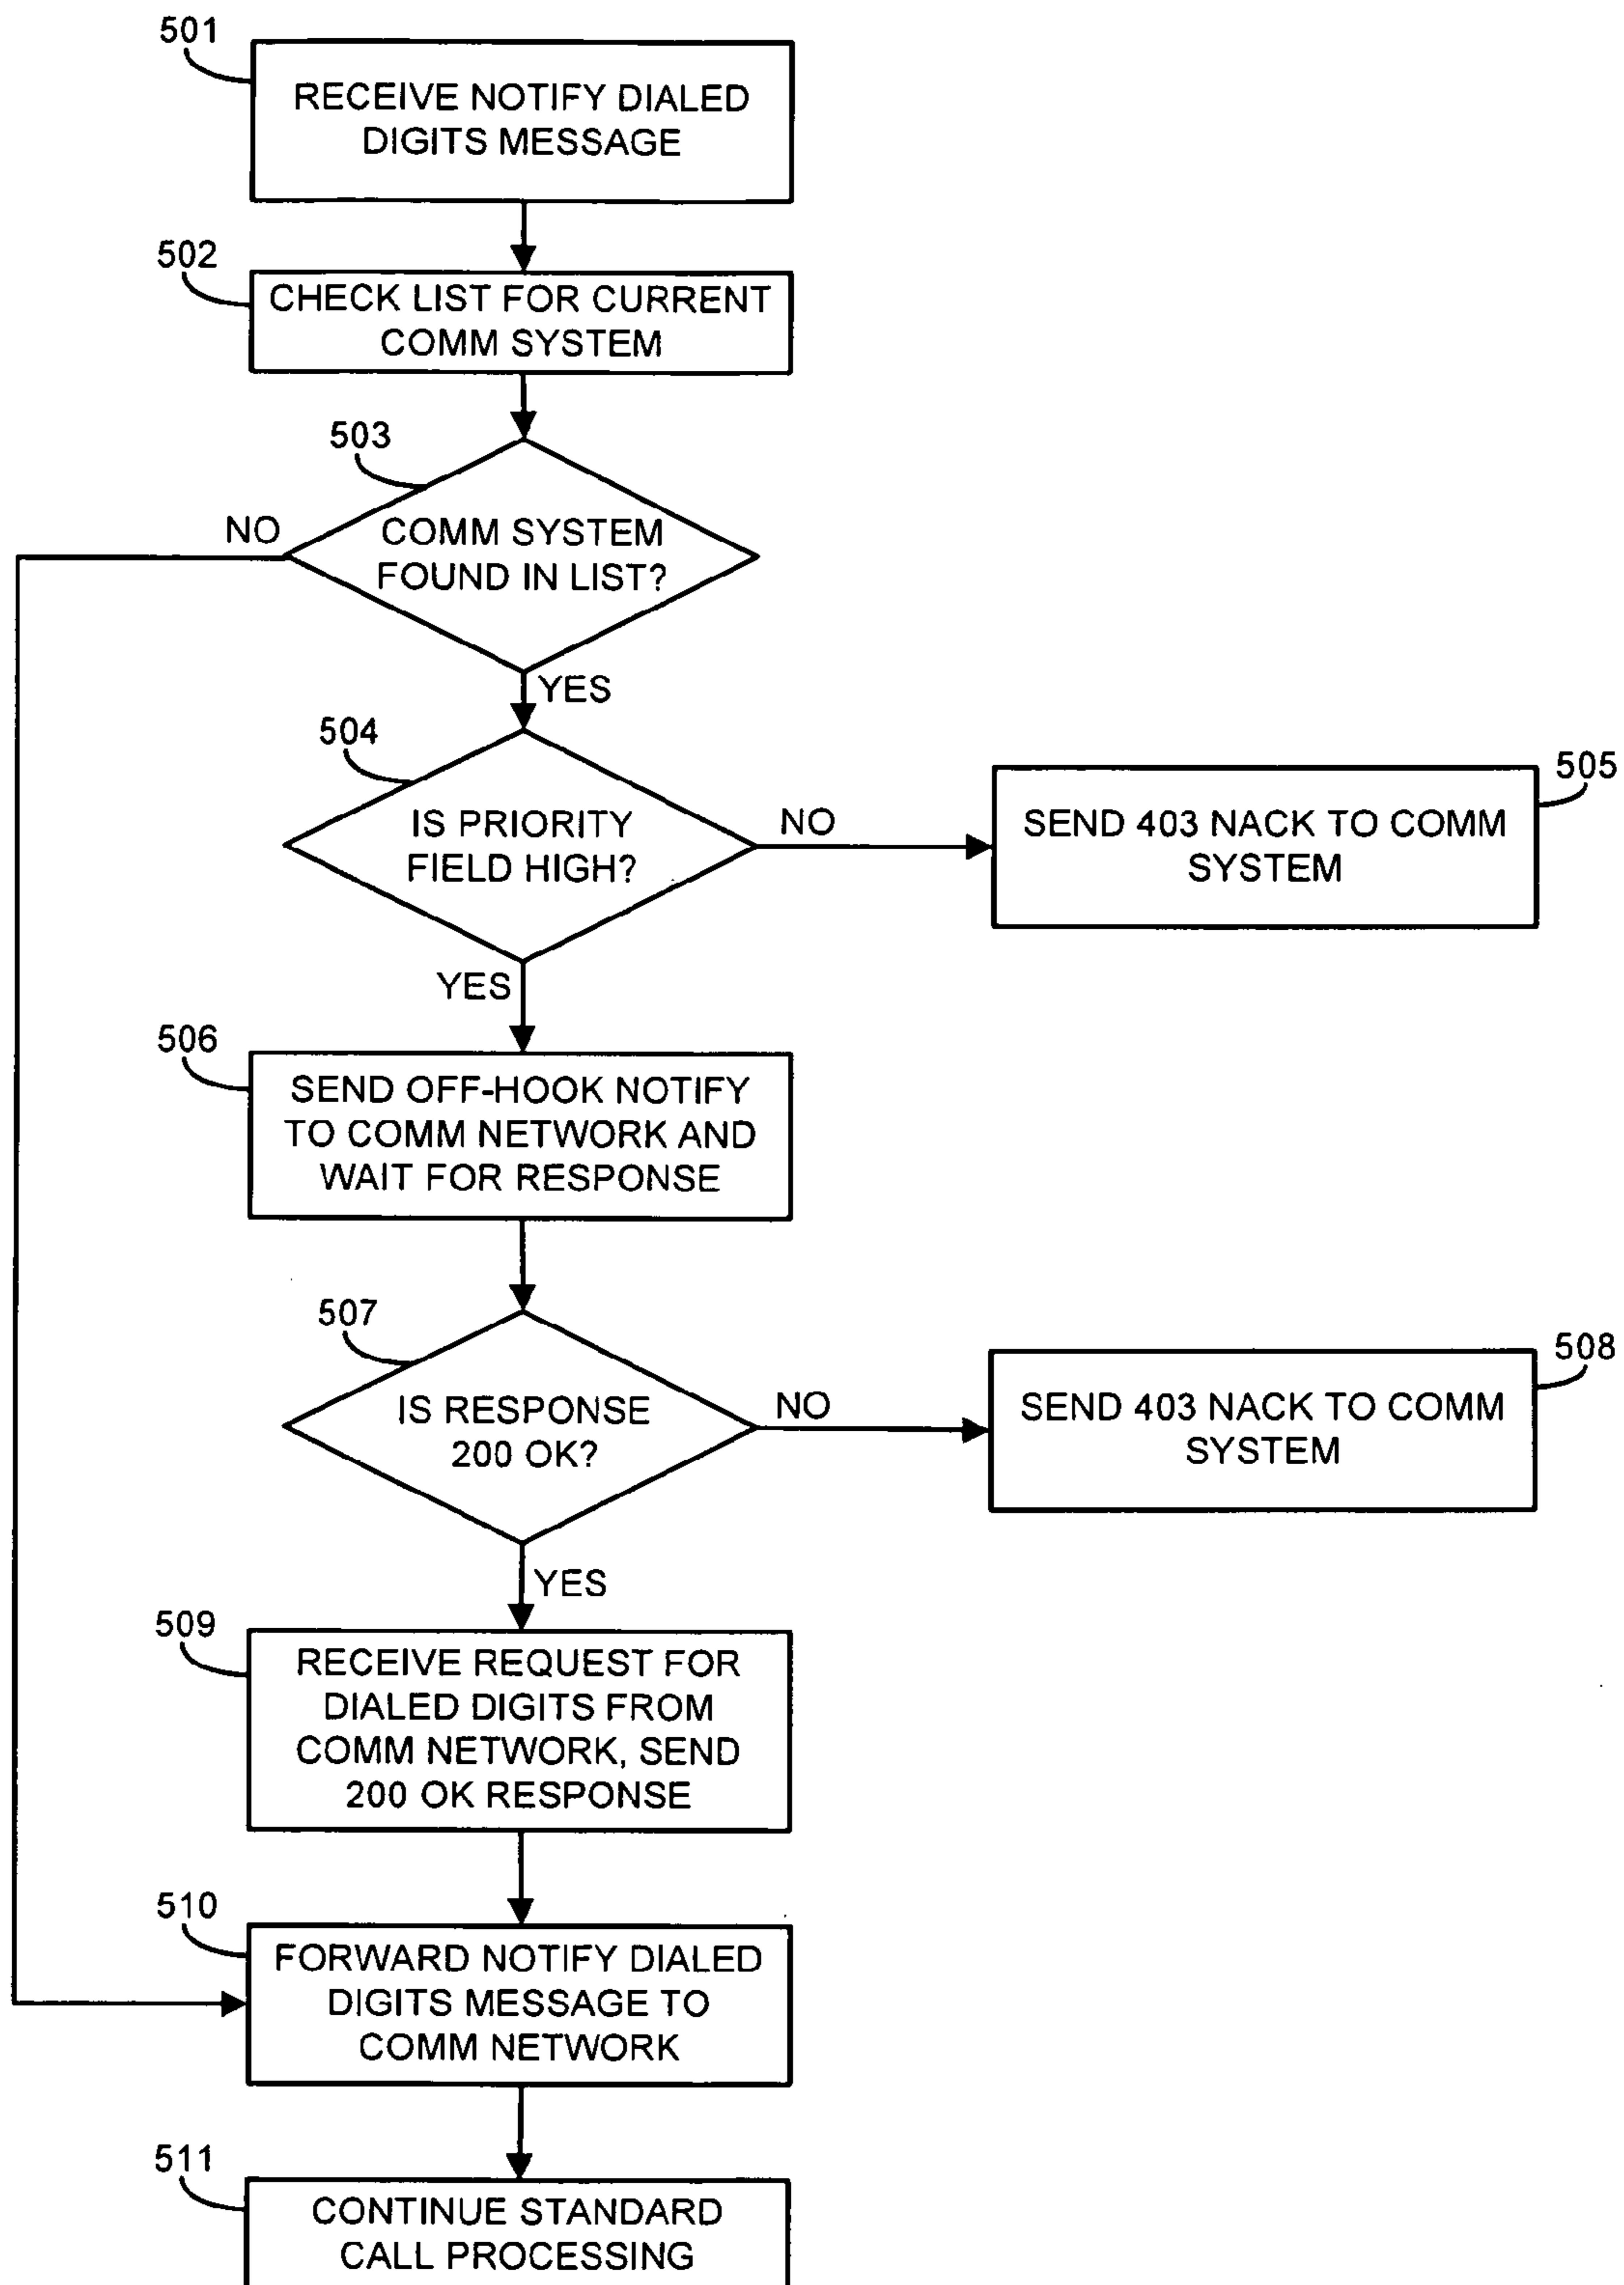 501
RECEIVE NOTIFY DIALED
DIGITS MESSAGE
502
CHECK LIST FOR CURRENT
COMM SYSTEM
503
NO
COMM SYSTEM
FOUND IN LIST?
YES
504
IS PRIORITY
FIELD HIGH?
NO
505
SEND 403 NACK TO COMM
SYSTEM
YES
506
SEND OFF-HOOK NOTIFY
TO COMM NETWORK AND
WAIT FOR RESPONSE
507
IS RESPONSE
200 OK?
NO
508
SEND 403 NACK TO COMM
SYSTEM
YES
509
RECEIVE REQUEST FOR
DIALED DIGITS FROM
COMM NETWORK, SEND
200 OK RESPONSE
510
FORWARD NOTIFY DIALED
DIGITS MESSAGE TO
COMM NETWORK
511
CONTINUE STANDARD
CALL PROCESSING